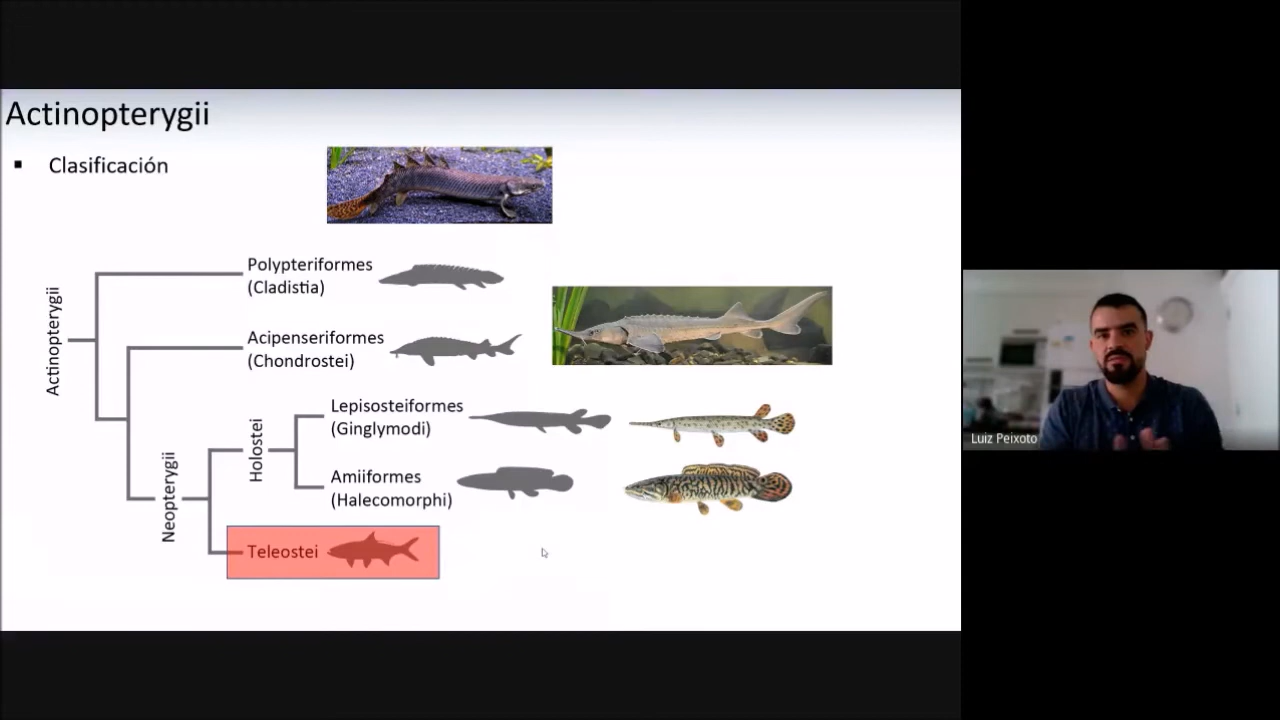 Actinopterygii
▪ Clasificación
Polypteriformes
(Cladistia)
Actinopterygii
Acipenseriformes
(Chondrostei)
Lepisosteiformes
(Ginglymodi)
Holostei
Amiiformes
(Halecomorphi)
Neopterygii
Teleostei
Luiz Peixoto